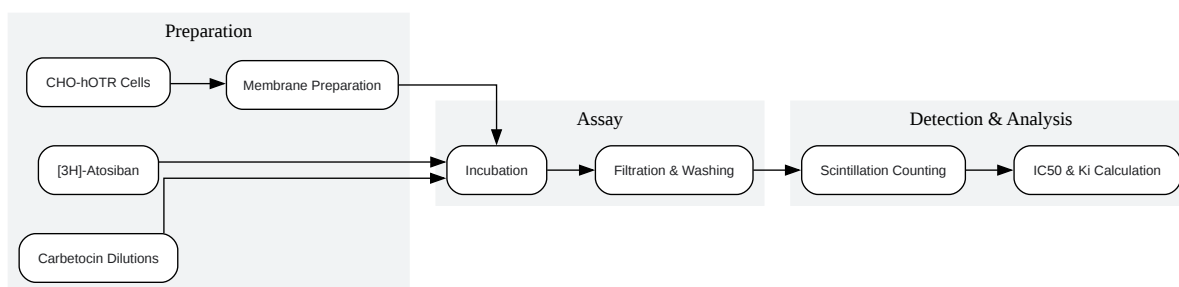 Preparation
CHO-hOTR Cells
Membrane Preparation
[3H]-Atosiban
Carbetocin Dilutions
Assay
Incubation
Filtration & Washing
Detection & Analysis
Scintillation Counting
IC50 & Ki Calculation